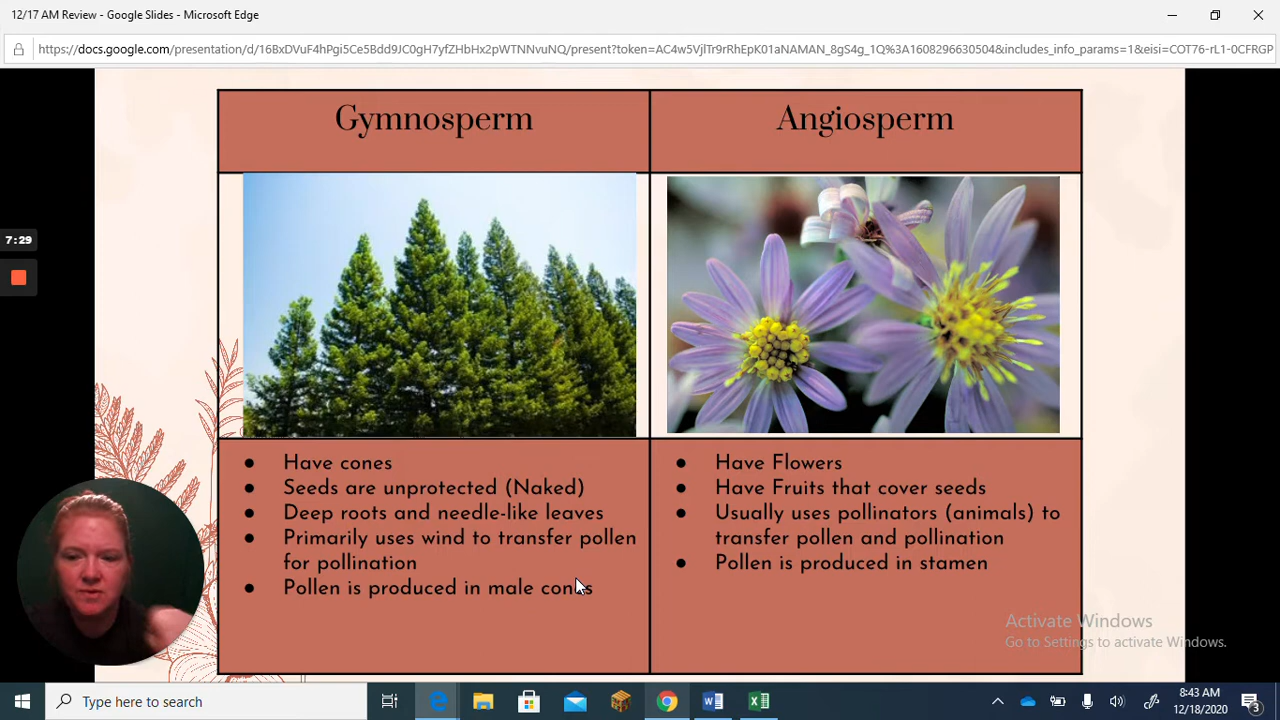 12/17 AM Review - Google Slides - Microsoft Edge
https://docs.google.com/presentation/d/16BxDVuF4hPgi5Ce5Bdd9JC0gH7yfZHbHx2pWTNNvuNQ/present?token=AC4w5VjlTr9rRhEpK01aNAMAN_8gS4g_1Q%3A1608296630504&includes_info_params=1&eisi=COT76-rL1-0CFRGP
Gymnosperm
Angiosperm
7:29
● Have cones
● Seeds are unprotected (Naked)
● Deep roots and needle-like leaves
● Primarily uses wind to transfer pollen
for pollination
● Pollen is produced in male cones
● Have Flowers
● Have Fruits that cover seeds
● Usually uses pollinators (animals) to
transfer pollen and pollination
● Pollen is produced in stamen
Activate Windows
Go to Settings to activate Windows.
Type here to search
8:43 AM
12/18/2020
3